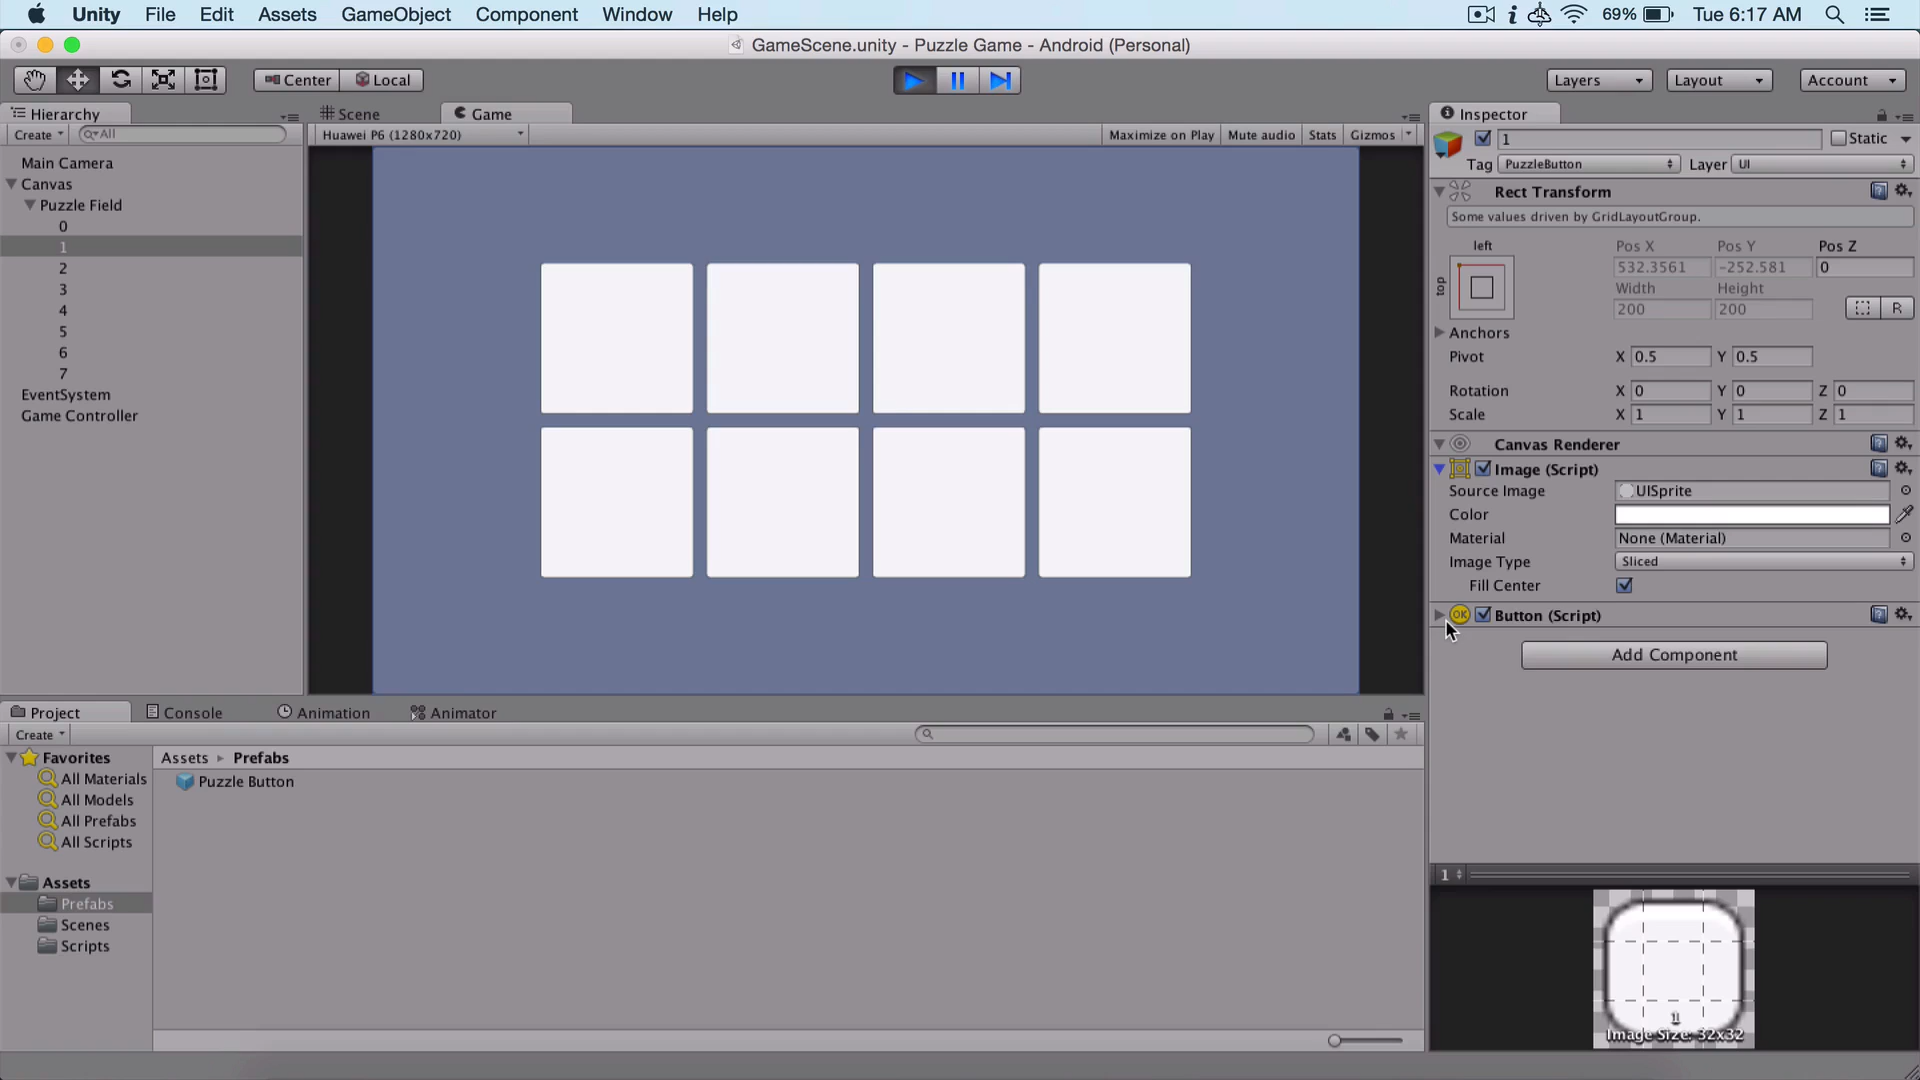 Unity File Edit Assets GameObject Component Window Help 69% Tue 6:17 AM
GameScene.unity - Puzzle Game - Android (Personal)
Center Local Layers Layout Account
Hierarchy
Create All
Main Camera
Canvas
Puzzle Field
0
1
2
3
4
5
6
7
EventSystem
Game Controller
Scene Game
Huawei P6 (1280x720) Maximize on Play Mute audio Stats Gizmos
Inspector
1 Static
Tag PuzzleButton Layer UI
Rect Transform
Some values driven by GridLayoutGroup.
left Pos X Pos Y Pos Z
top 532.3561 -252.581 0
Width Height
200 200 R
Anchors
Pivot X 0.5 Y 0.5
Rotation X 0 Y 0 Z 0
Scale X 1 Y 1 Z 1
Canvas Renderer
Image (Script)
Source Image UISprite
Color
Material None (Material)
Image Type Sliced
Fill Center
OK Button (Script)
Add Component
1
1
Image Size: 32x32
Project Console Animation Animator
Create
Favorites
All Materials
All Models
All Prefabs
All Scripts
Assets
Prefabs
Scenes
Scripts
Assets Prefabs
Puzzle Button